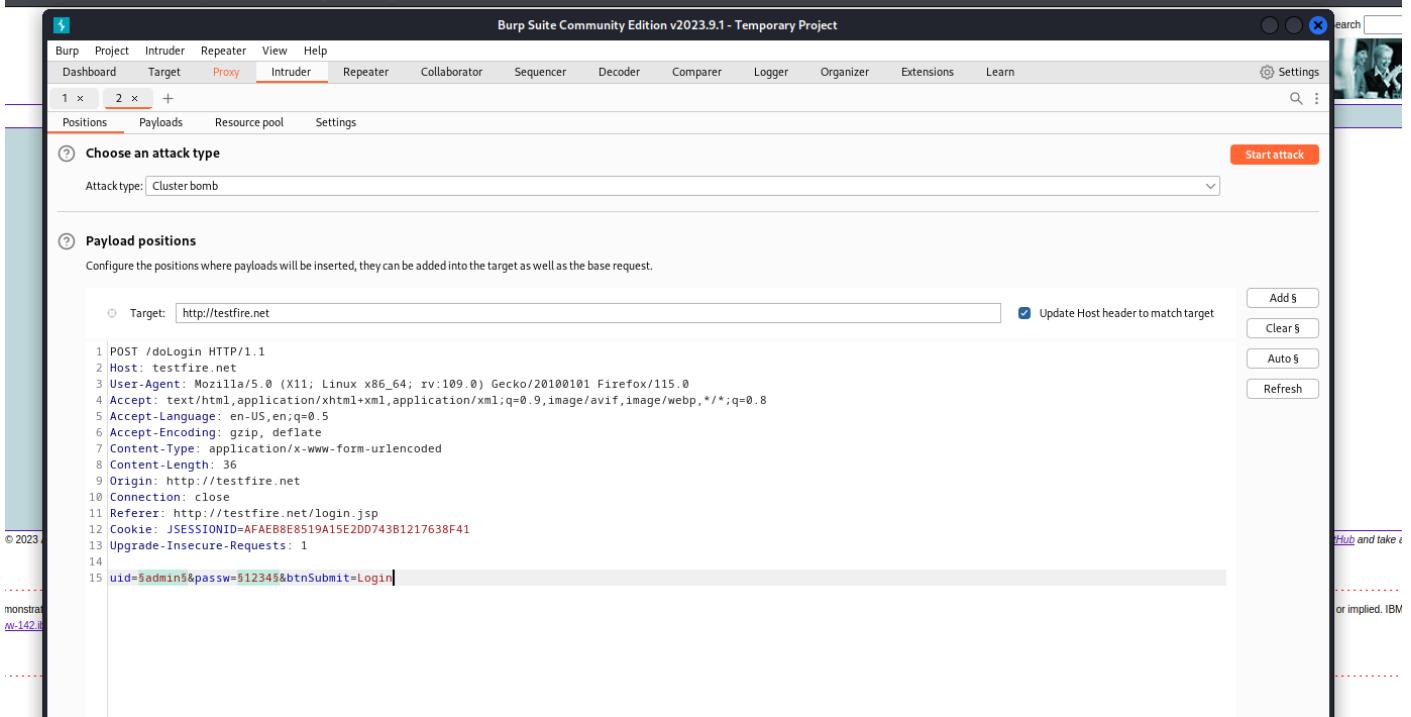 Burp Suite Community Edition v2023.9.1 - Temporary Project
earch
Burp Project Intruder Repeater View Help
Dashboard Target Proxy Intruder Repeater Collaborator Sequencer Decoder Comparer Logger Organizer Extensions Learn Settings
1 × 2 × +
Positions Payloads Resource pool Settings
? Choose an attack type
Start attack
Attack type: Cluster bomb
? Payload positions
Configure the positions where payloads will be inserted, they can be added into the target as well as the base request.
Add §
Target: http://testfire.net Update Host header to match target
Clear §
1 POST /doLogin HTTP/1.1
Auto §
2 Host: testfire.net
3 User-Agent: Mozilla/5.0 (X11; Linux x86_64; rv:109.0) Gecko/20100101 Firefox/115.0
Refresh
4 Accept: text/html,application/xhtml+xml,application/xml;q=0.9,image/avif,image/webp,*/*;q=0.8
5 Accept-Language: en-US,en;q=0.5
6 Accept-Encoding: gzip, deflate
7 Content-Type: application/x-www-form-urlencoded
8 Content-Length: 36
9 Origin: http://testfire.net
10 Connection: close
11 Referer: http://testfire.net/login.jsp
12 Cookie: JSESSIONID=AFAEB8E8519A15E2DD743B1217638F41
13 Upgrade-Insecure-Requests: 1
14
15 uid=§admin§&passw=§1234§&btnSubmit=Login
© 2023
tHub and take a
monstrat
or implied. IBM
w-142.ib